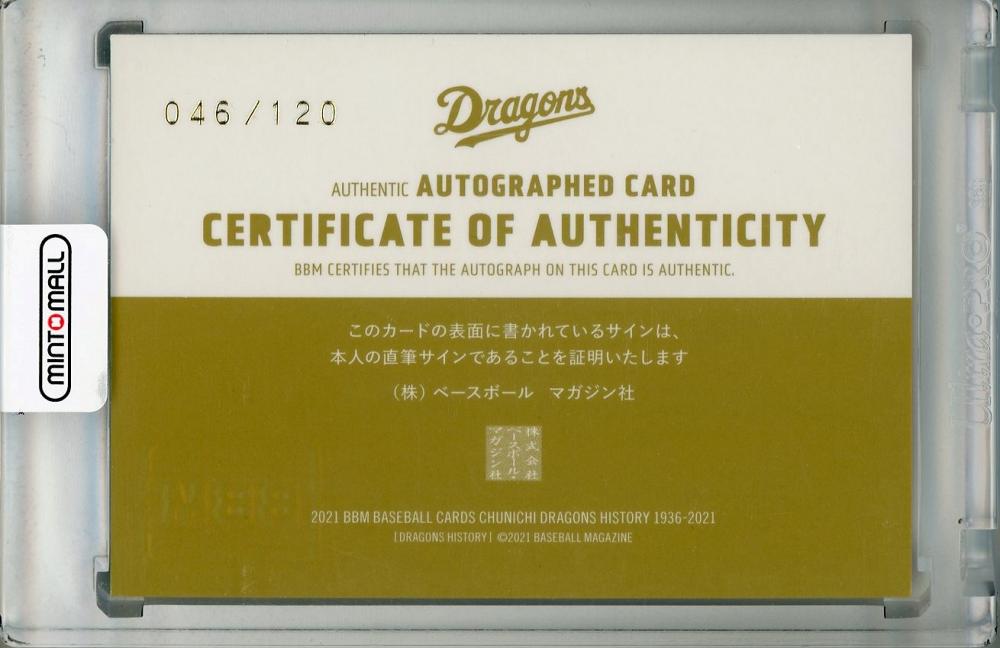 046/120
Dragons
AUTHENTIC AUTOGRAPHED CARD
CERTIFICATE OF AUTHENTICITY
BBM CERTIFIES THAT THE AUTOGRAPH ON THIS CARD IS AUTHENTIC.
MINTOMALL
このカードの表面に書かれているサインは、
本人の直筆サインであることを証明いたします
（株）ベースボール マガジン社
株式会社
ベースボール・
マガジン社
2021 BBM BASEBALL CARDS CHUNICHI DRAGONS HISTORY 1936-2021
[DRAGONS HISTORY] ©2021 BASEBALL MAGAZINE